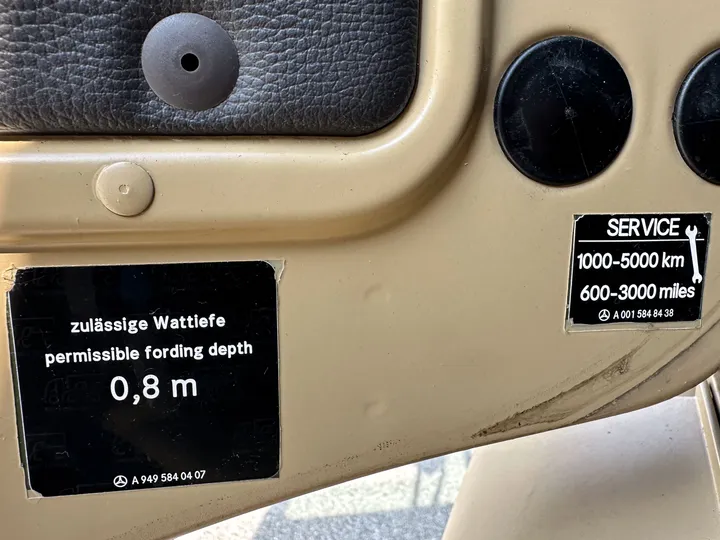 zulässige Wattiefe
permissible fording depth
0,8 m
A 949 584 04 07
SERVICE
1000-5000 km
600-3000 miles
A 001 584 84 38